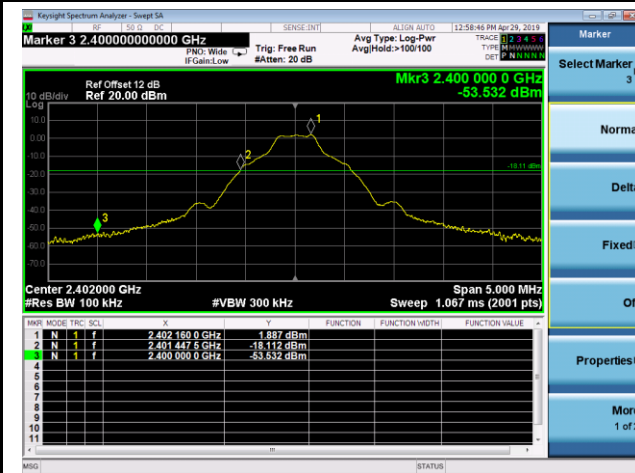 Keysight Spectrum Analyzer - Swept SA
RF 50 Ω DC SENSE:INT ALIGN AUTO 12:58:46 PM Apr 29, 2019
Marker 3 2.400000000000 GHz
PNO: Wide
IFGain:Low
Trig: Free Run
#Atten: 20 dB
Avg Type: Log-Pwr
Avg|Hold:>100/100
TRACE 1 2 3 4 5 6
TYPE MWWWWW
DET P N N N N N
Ref Offset 12 dB
Ref 20.00 dBm
10 dB/div
Log
Mkr3 2.400 000 0 GHz
-53.532 dBm
10.0
0.00
-10.0
-20.0
-30.0
-40.0
-50.0
-60.0
-70.0
1
2
3
-18.11 dBm
Center 2.402000 GHz Span 5.000 MHz
#Res BW 100 kHz #VBW 300 kHz Sweep 1.067 ms (2001 pts)
MKR MODE TRC SCL X Y FUNCTION FUNCTION WIDTH FUNCTION VALUE
1 N 1 f 2.402 160 0 GHz 1.887 dBm
2 N 1 f 2.401 447 5 GHz -18.112 dBm
3 N 1 f 2.400 000 0 GHz -53.532 dBm
4
5
6
7
8
9
10
11
MSG STATUS
Marker
Select Marker
3
Norma
Delta
Fixed
Properties
More